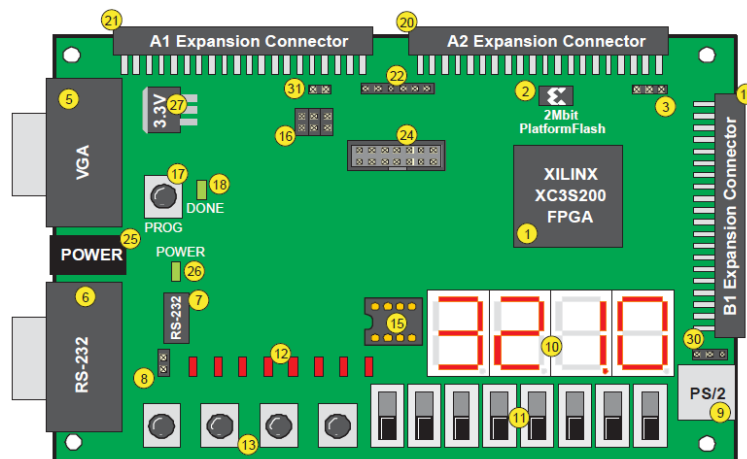 21
A1 Expansion Connector
20
A2 Expansion Connector
5
VGA
27
3.3V
31
22
2
2Mbit
PlatformFlash
3
1
B1 Expansion Connector
16
24
XILINX
XC3S200
FPGA
1
17
PROG
18
DONE
25
POWER
POWER
26
6
RS-232
7
RS-232
15
3210
10
30
8
12
PS/2
9
13
11